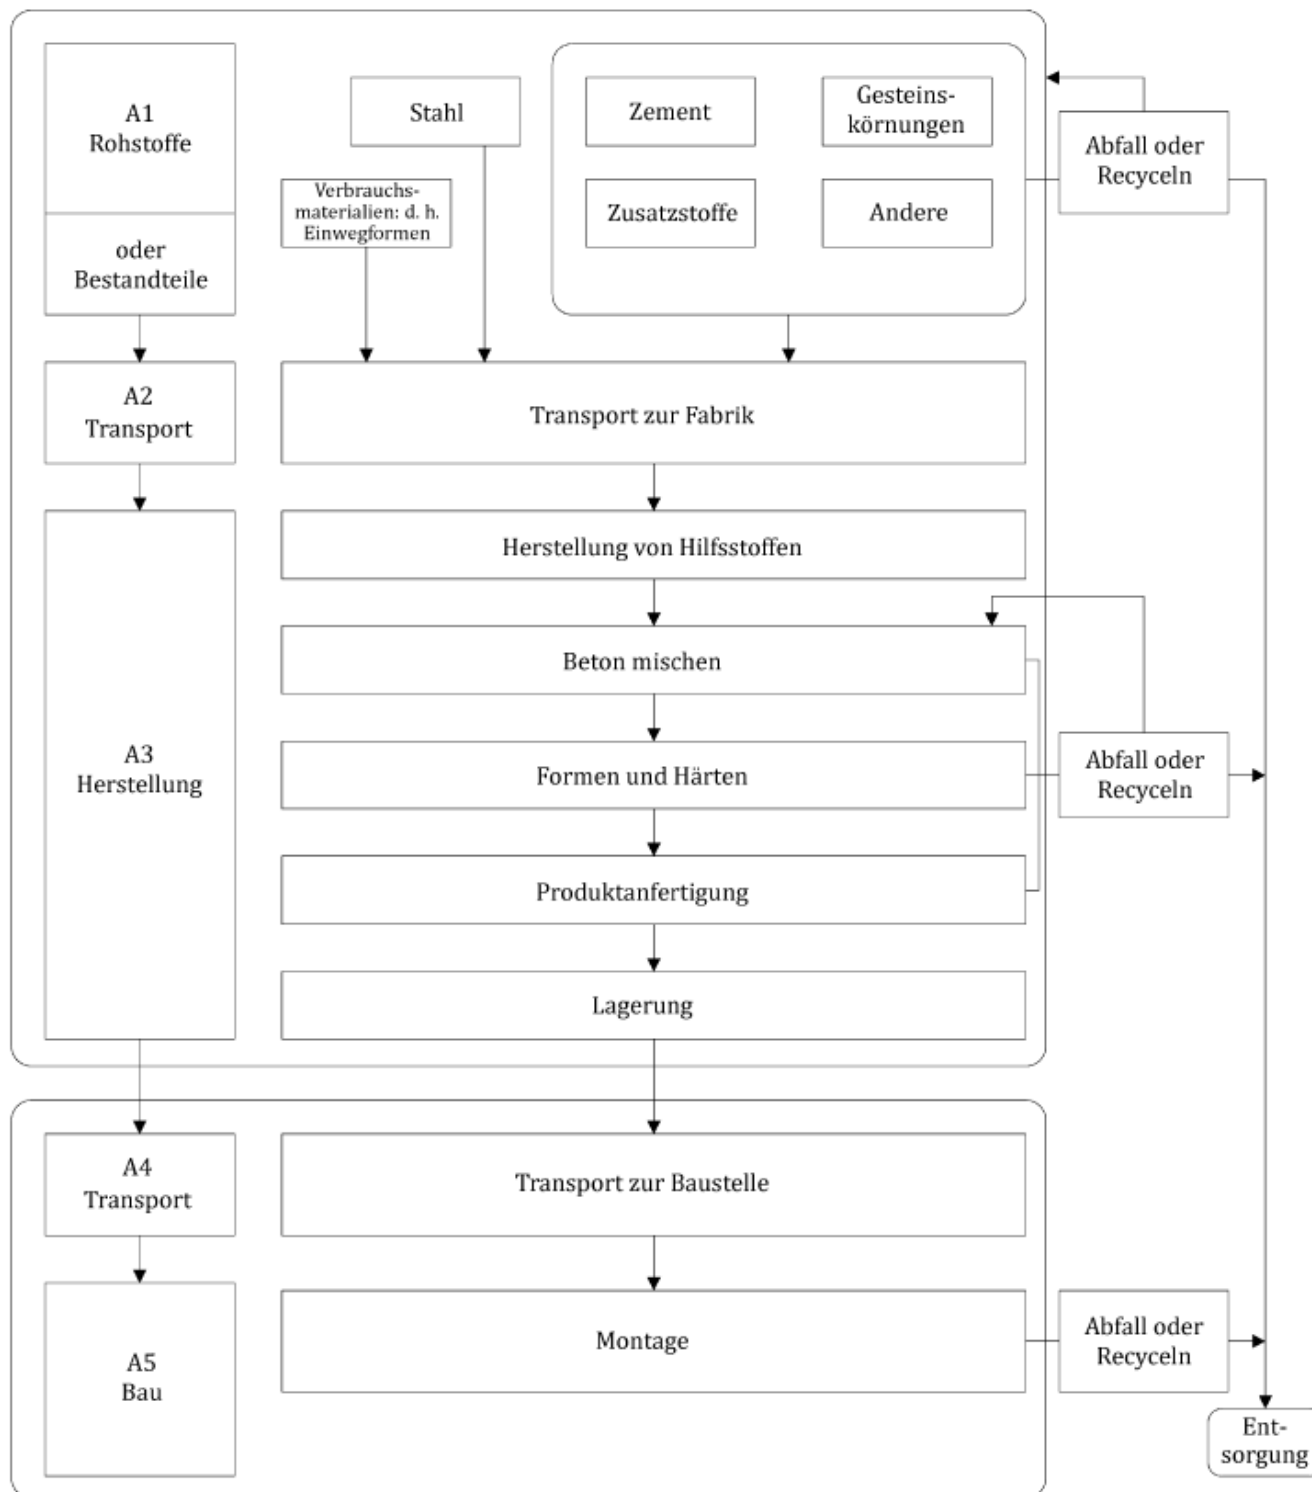 A1
Rohstoffe
oder
Bestandteile
Stahl
Verbrauchs-
materialien: d. h.
Einwegformen
Zement
Gesteins-
körnungen
Zusatzstoffe
Andere
Abfall oder
Recyceln
A2
Transport
Transport zur Fabrik
A3
Herstellung
Herstellung von Hilfsstoffen
Beton mischen
Formen und Härten
Abfall oder
Recyceln
Produktanfertigung
Lagerung
A4
Transport
Transport zur Baustelle
A5
Bau
Montage
Abfall oder
Recyceln
Ent-
sorgung